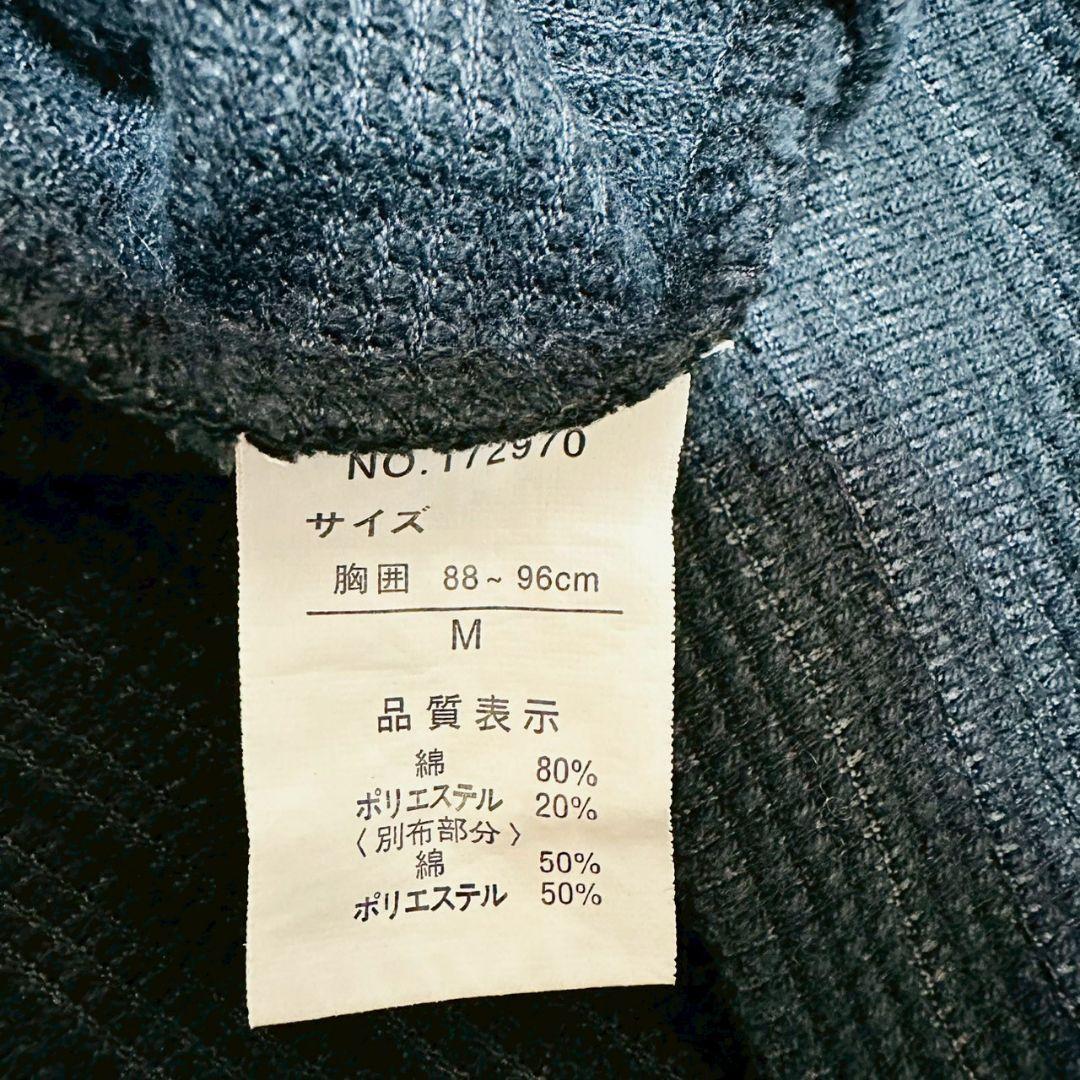 NO.172970
サイズ
胸囲 88~96cm
M
品質表示
綿 80%
ポリエステル 20%
〈別布部分〉
綿 50%
ポリエステル 50%